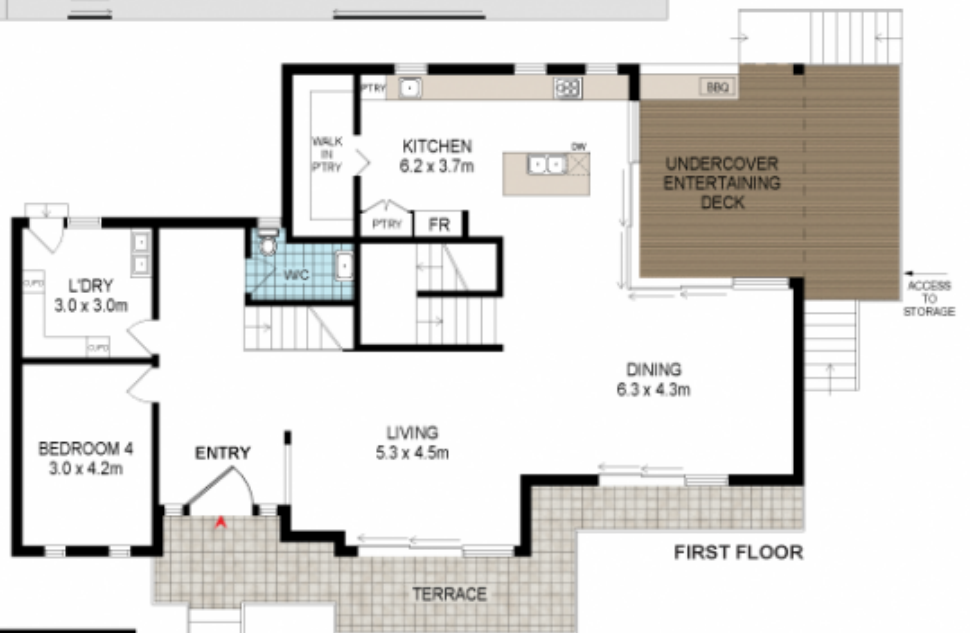 BBQ
PTRY
WALK
IN
P'TRY
KITCHEN
6.2 x 3.7m
DW
UNDERCOVER
ENTERTAINING
DECK
PTRY
FR
W/C
L'DRY
3.0 x 3.0m
CUPD
CUPD
ACCESS
TO
STORAGE
DINING
6.3 x 4.3m
LIVING
5.3 x 4.5m
ENTRY
BEDROOM 4
3.0 x 4.2m
FIRST FLOOR
TERRACE